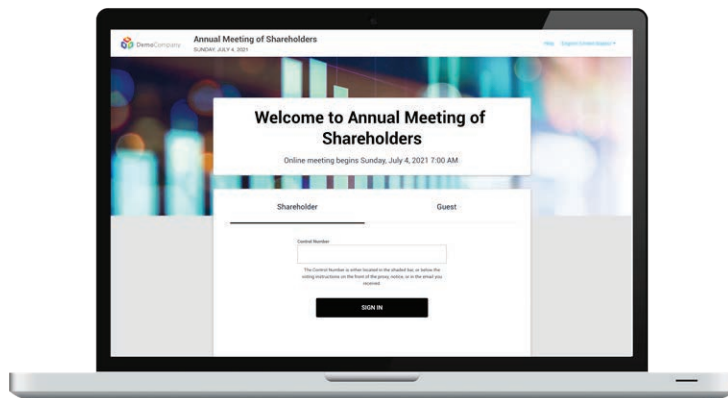 DemoCompany
Annual Meeting of Shareholders
SUNDAY, JULY 4, 2021
Help
Welcome to Annual Meeting of
Shareholders
Online meeting begins Sunday, July 4, 2021 7:00 AM
Shareholder Guest
Control Number
The Control Number is either located in the shaded bar, or below the
voting instructions on the front of the proxy, notice, or in the email you
received
SIGN IN